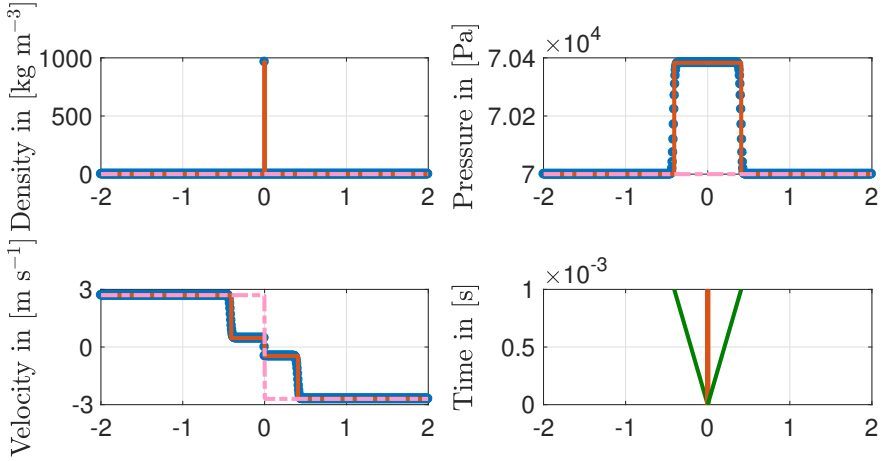 Density in [kg m⁻³]
1000
500
0
-2 -1 0 1 2
Pressure in [Pa]
×10⁴
7.04
7.02
7
-2 -1 0 1 2
Velocity in [m s⁻¹]
3
0
-3
-2 -1 0 1 2
Time in [s]
×10⁻³
1
0.5
0
-2 -1 0 1 2